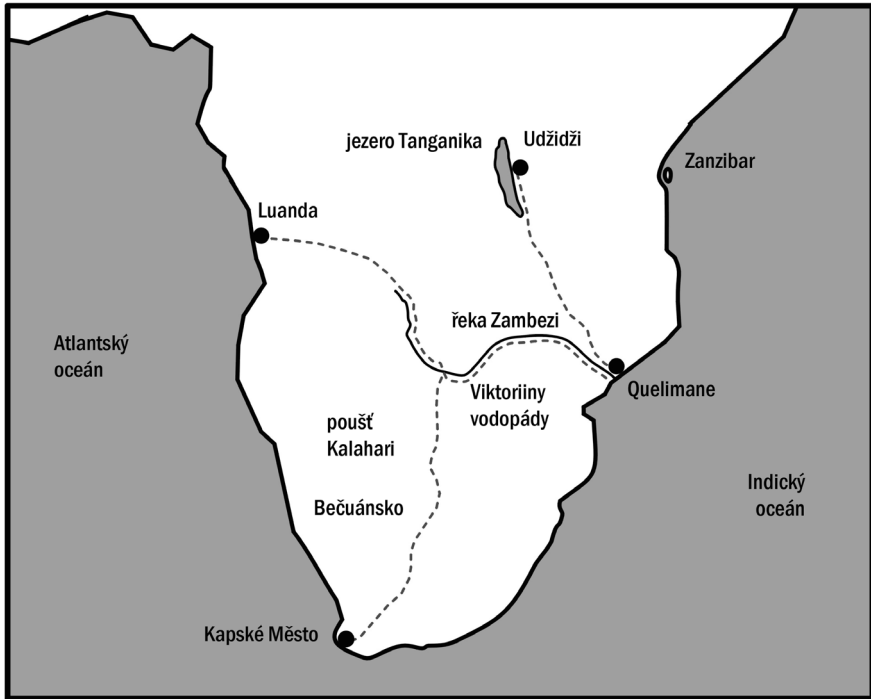 jezero Tanganika
Udžidži
Zanzibar
Luanda
řeka Zambezi
Atlantský
oceán
Quelimane
Viktoriiny
vodopády
poušť
Kalahari
Bečuánsko
Indický
oceán
Kapské Město